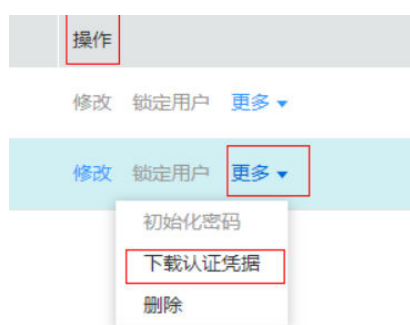 操作
修改 锁定用户 更多
修改 锁定用户 更多
初始化密码
下载认证凭据
删除